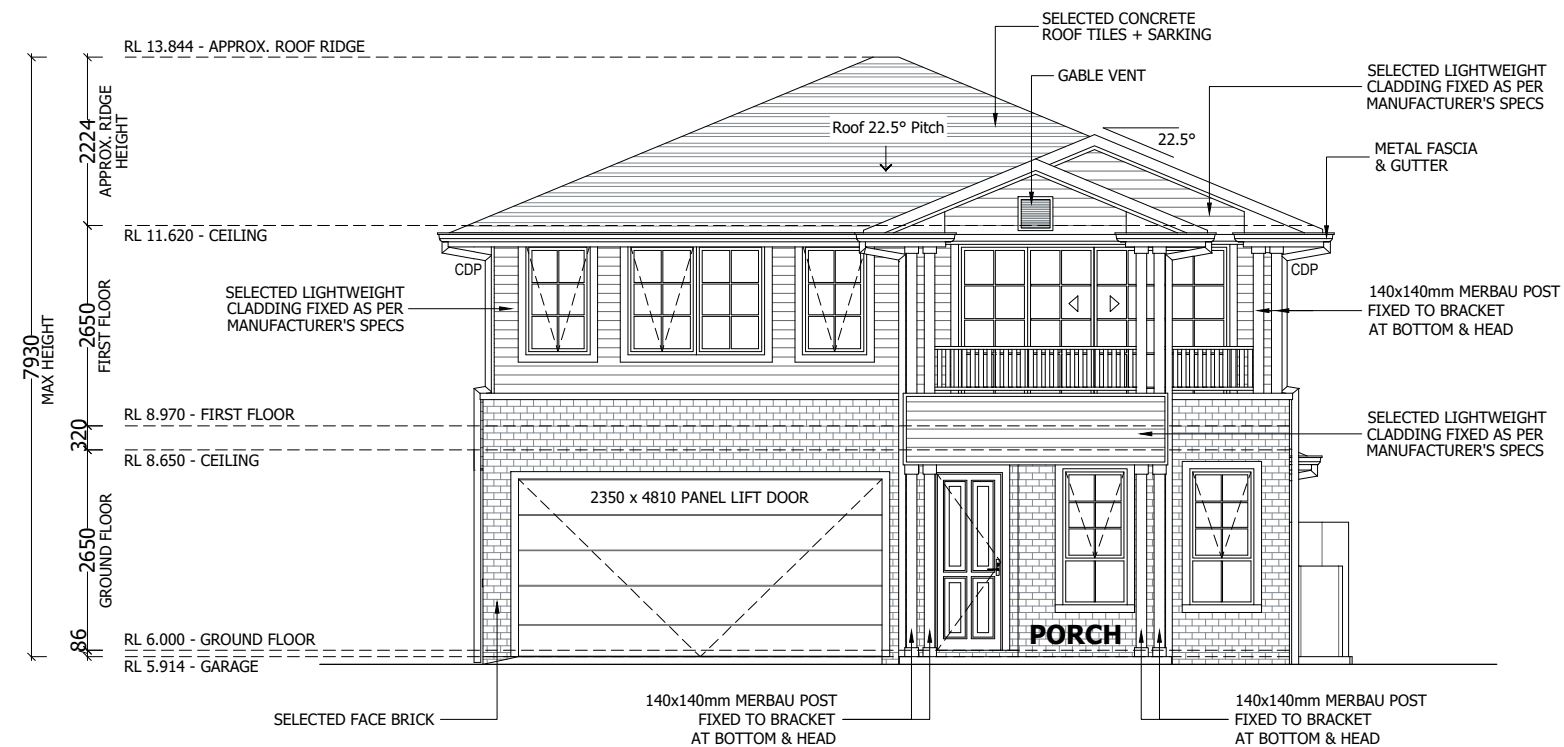 SELECTED CONCRETE
ROOF TILES + SARKING
RL 13.844 - APPROX. ROOF RIDGE
GABLE VENT
SELECTED LIGHTWEIGHT
CLADDING FIXED AS PER
MANUFACTURER'S SPECS
2224
APPROX. RIDGE
HEIGHT
Roof 22.5° Pitch
22.5°
METAL FASCIA
& GUTTER
RL 11.620 - CEILING
CDP
CDP
SELECTED LIGHTWEIGHT
CLADDING FIXED AS PER
MANUFACTURER'S SPECS
140x140mm MERBAU POST
FIXED TO BRACKET
AT BOTTOM & HEAD
7930
MAX HEIGHT
2650
FIRST FLOOR
RL 8.970 - FIRST FLOOR
320
RL 8.650 - CEILING
SELECTED LIGHTWEIGHT
CLADDING FIXED AS PER
MANUFACTURER'S SPECS
2350 x 4810 PANEL LIFT DOOR
2650
GROUND FLOOR
86
RL 6.000 - GROUND FLOOR
PORCH
RL 5.914 - GARAGE
SELECTED FACE BRICK
140x140mm MERBAU POST
FIXED TO BRACKET
AT BOTTOM & HEAD
140x140mm MERBAU POST
FIXED TO BRACKET
AT BOTTOM & HEAD